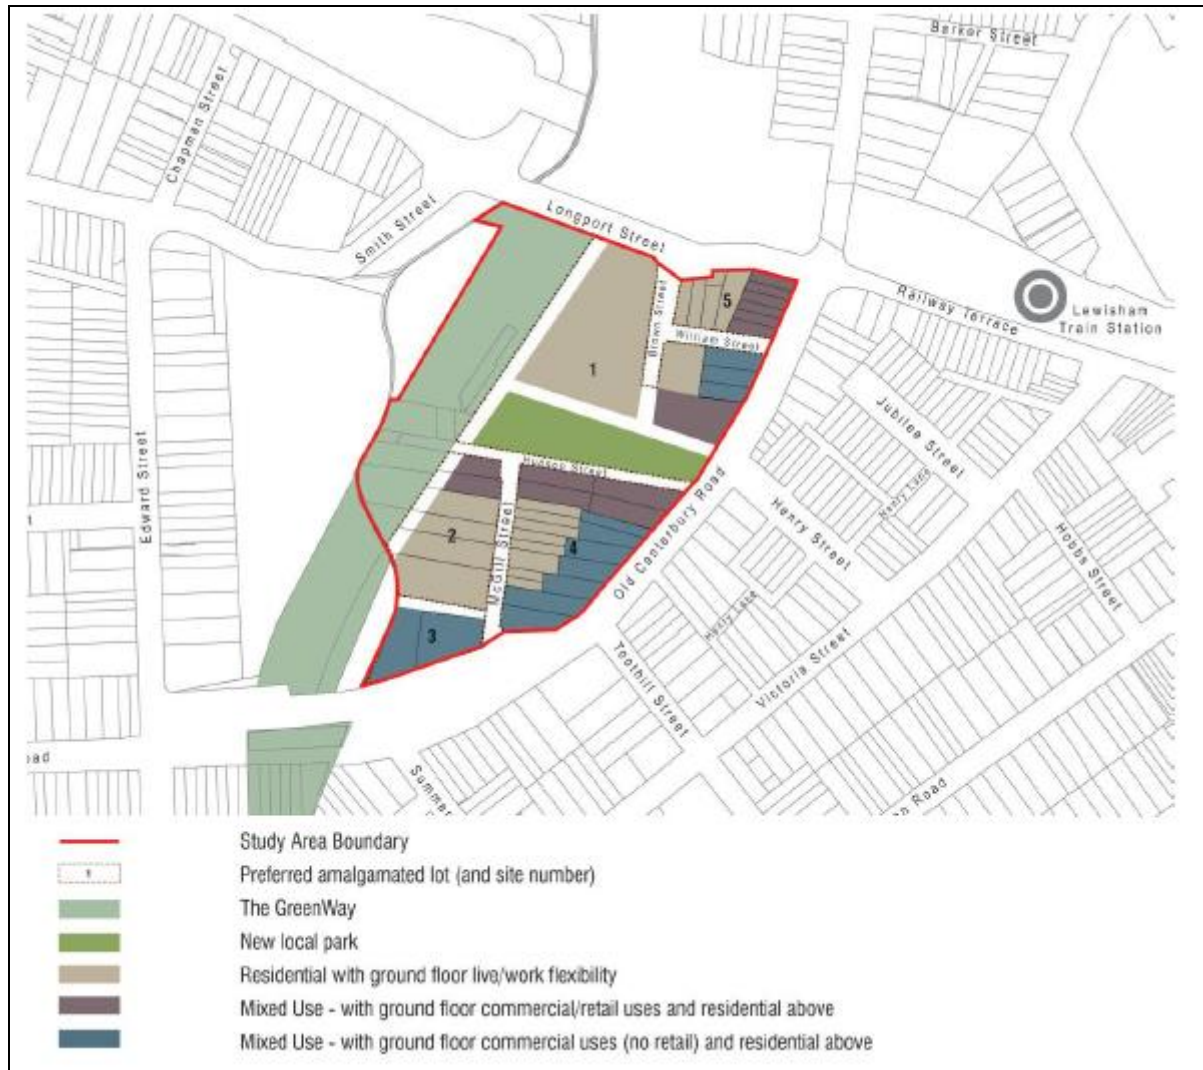 Barker Street
Chapman Street
Smith Street
Longport Street
Railway Terrace
Lewisham
Train Station
Brown Street
William Street
5
1
Jubilee Street
Edward Street
Hudson Street
Old Canterbury Road
Henry Street
Henry Lane
Hobbs Street
2
McGill Street
4
3
Henry Lane
Toothill Street
Victoria Street
Road
1
Study Area Boundary
Preferred amalgamated lot (and site number)
The GreenWay
New local park
Residential with ground floor live/work flexibility
Mixed Use - with ground floor commercial/retail uses and residential above
Mixed Use - with ground floor commercial uses (no retail) and residential above